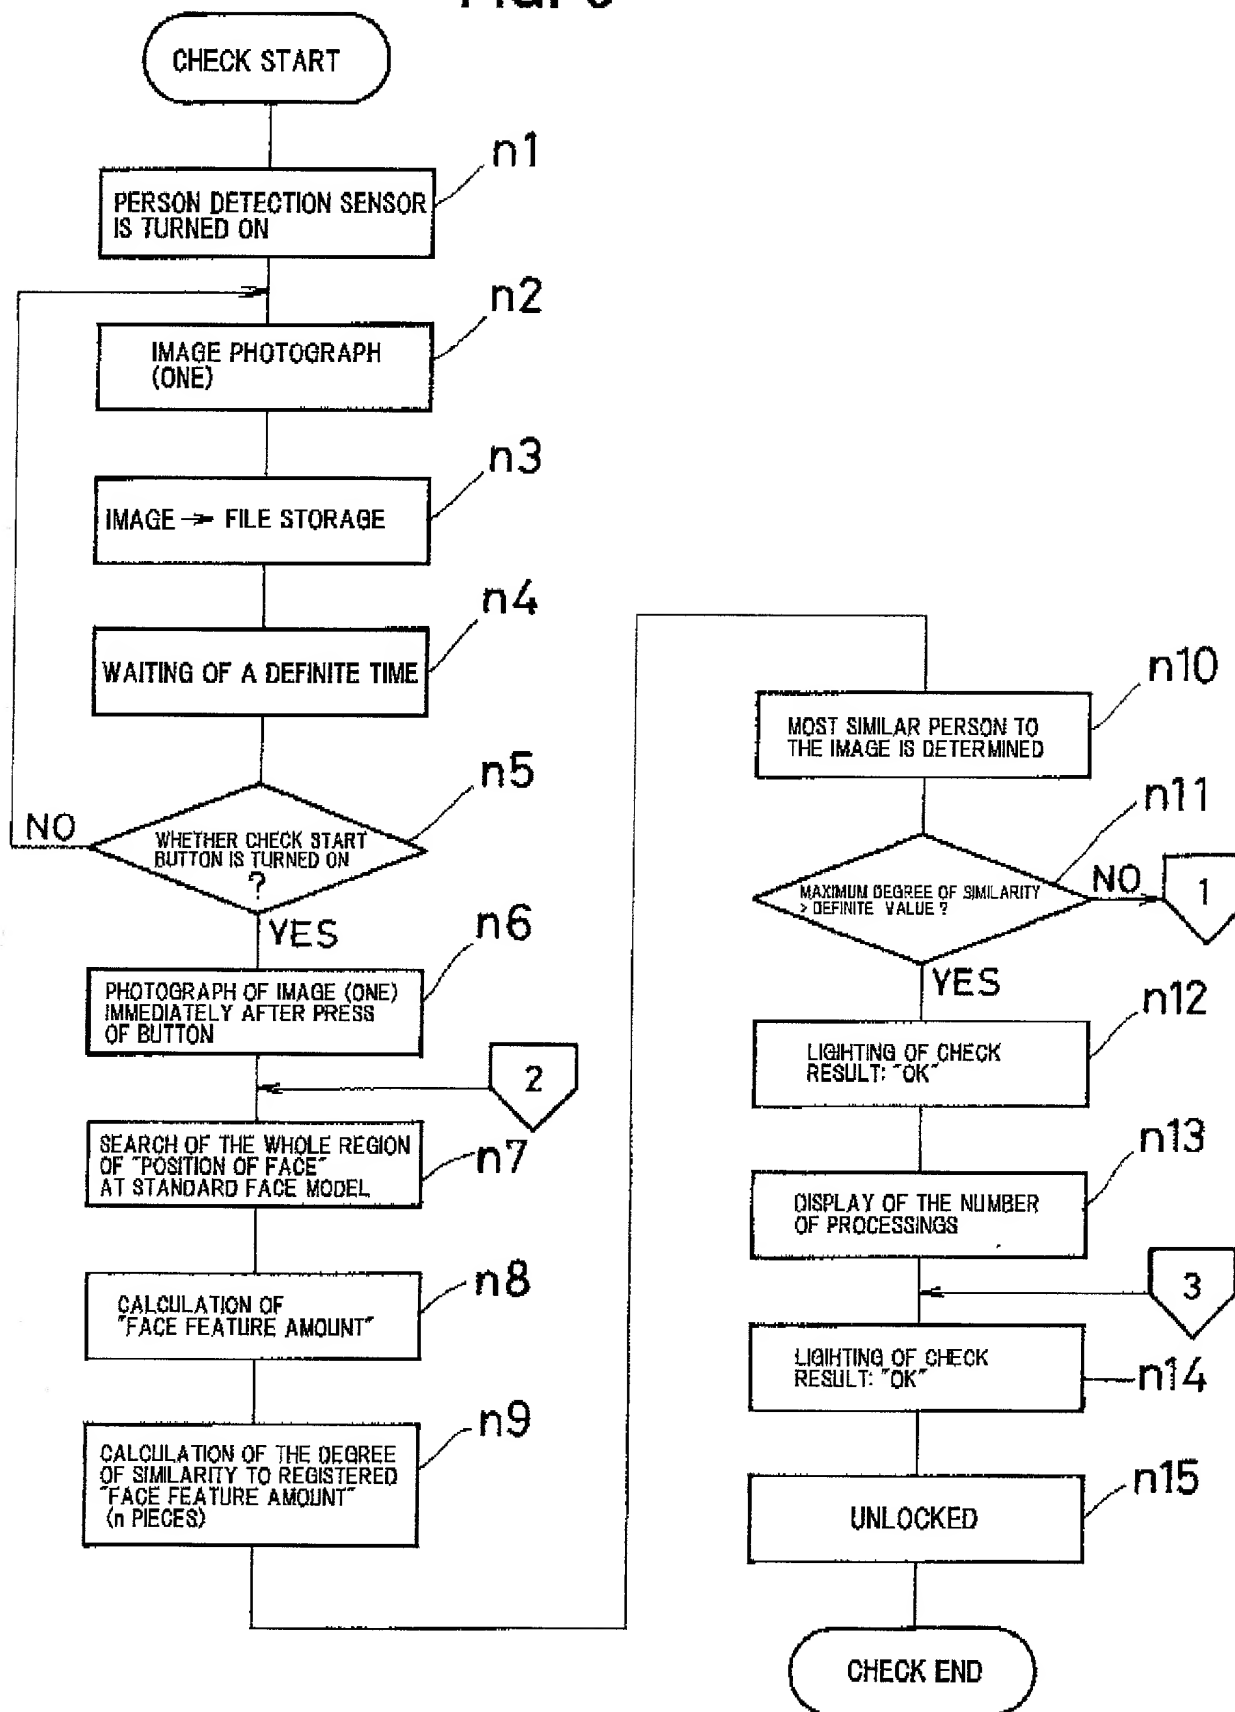 CHECK START
n1
PERSON DETECTION SENSOR
IS TURNED ON
n2
IMAGE PHOTOGRAPH
(ONE)
n3
IMAGE → FILE STORAGE
n4
WAITING OF A DEFINITE TIME
n5
NO
WHETHER CHECK START
BUTTON IS TURNED ON
?
YES
n6
PHOTOGRAPH OF IMAGE (ONE)
IMMEDIATELY AFTER PRESS
OF BUTTON
2
SEARCH OF THE WHOLE REGION
OF "POSITION OF FACE"
AT STANDARD FACE MODEL
n7
n8
CALCULATION OF
"FACE FEATURE AMOUNT"
n9
CALCULATION OF THE DEGREE
OF SIMILARITY TO REGISTERED
"FACE FEATURE AMOUNT"
(n PIECES)
n10
MOST SIMILAR PERSON TO
THE IMAGE IS DETERMINED
n11
MAXIMUM DEGREE OF SIMILARITY
> DEFINITE VALUE ?
NO
1
YES
n12
LIGIHTING OF CHECK
RESULT: "OK"
n13
DISPLAY OF THE NUMBER
OF PROCESSINGS
3
LIGIHTING OF CHECK
RESULT: "OK"
n14
n15
UNLOCKED
CHECK END